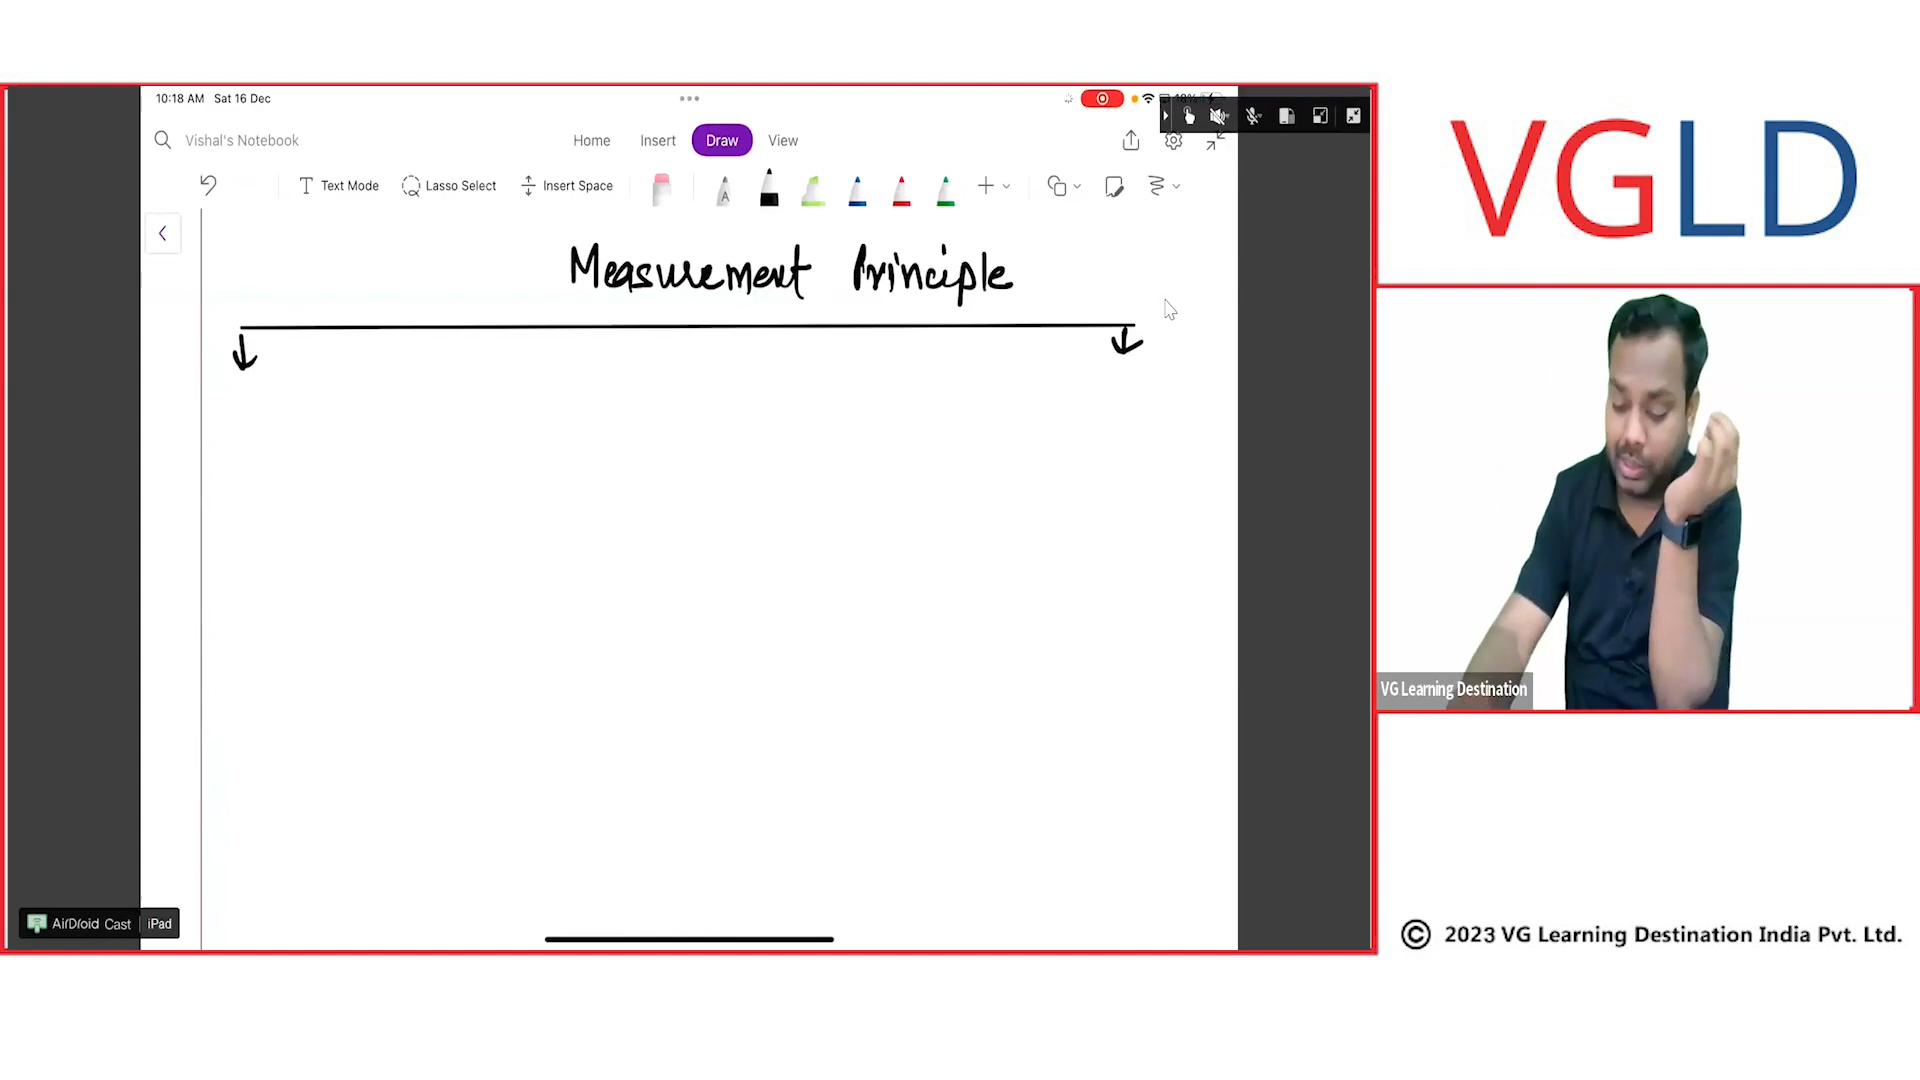 10:18 AM Sat 16 Dec
18%
Vishal's Notebook
Home Insert Draw View
Text Mode Lasso Select Insert Space
A
Measurement Principle
VGLD
VG Learning Destination
AirDroid Cast iPad
© 2023 VG Learning Destination India Pvt. Ltd.